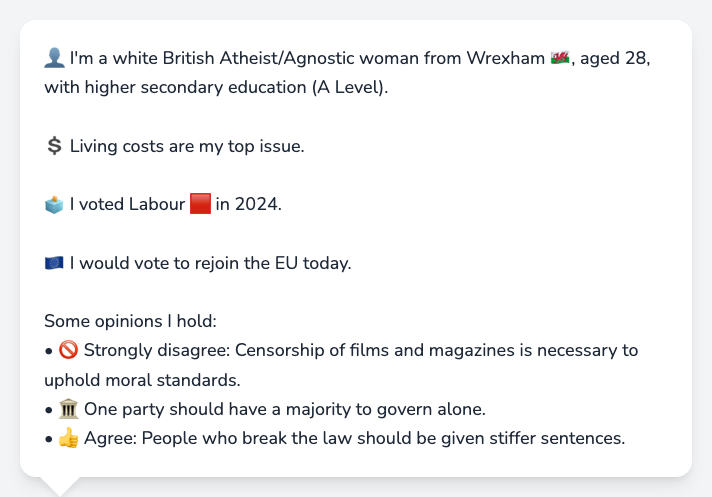 👤 I'm a white British Atheist/Agnostic woman from Wrexham 🏴󠁧󠁢󠁷󠁬󠁳󠁿, aged 28,
with higher secondary education (A Level).
💲 Living costs are my top issue.
🗳️ I voted Labour 🟥 in 2024.
🇪🇺 I would vote to rejoin the EU today.
Some opinions I hold:
• 🚫 Strongly disagree: Censorship of films and magazines is necessary to
uphold moral standards.
• 🏛️ One party should have a majority to govern alone.
• 👍 Agree: People who break the law should be given stiffer sentences.